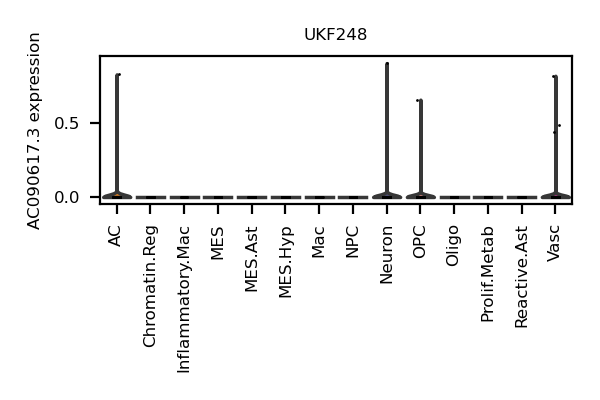 UKF248
AC090617.3 expression
0.5
0.0
AC
Chromatin.Reg
Inflammatory.Mac
MES
MES.Ast
MES.Hyp
Mac
NPC
Neuron
OPC
Oligo
Prolif.Metab
Reactive.Ast
Vasc